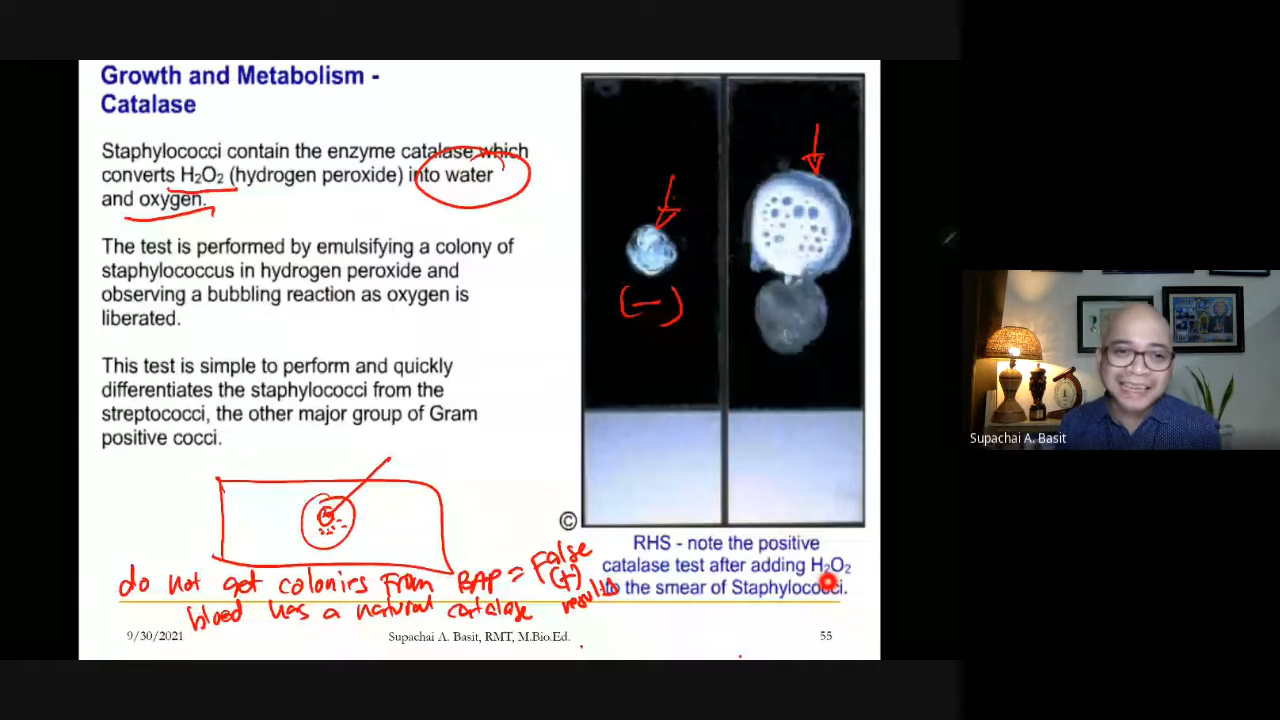 Growth and Metabolism -
Catalase
Staphylococci contain the enzyme catalase which
converts H₂O₂ (hydrogen peroxide) into water
and oxygen.
The test is performed by emulsifying a colony of
staphylococcus in hydrogen peroxide and
observing a bubbling reaction as oxygen is
liberated.
This test is simple to perform and quickly
differentiates the staphylococci from the
streptococci, the other major group of Gram
positive cocci.
(-)
©
RHS - note the positive
catalase test after adding H₂O₂
to the smear of Staphylococci.
do not get colonies from BAP = False
(+)
results
blood has a natural catalase
9/30/2021
Supachai A. Basit, RMT, M.Bio.Ed.
55
Supachai A. Basit